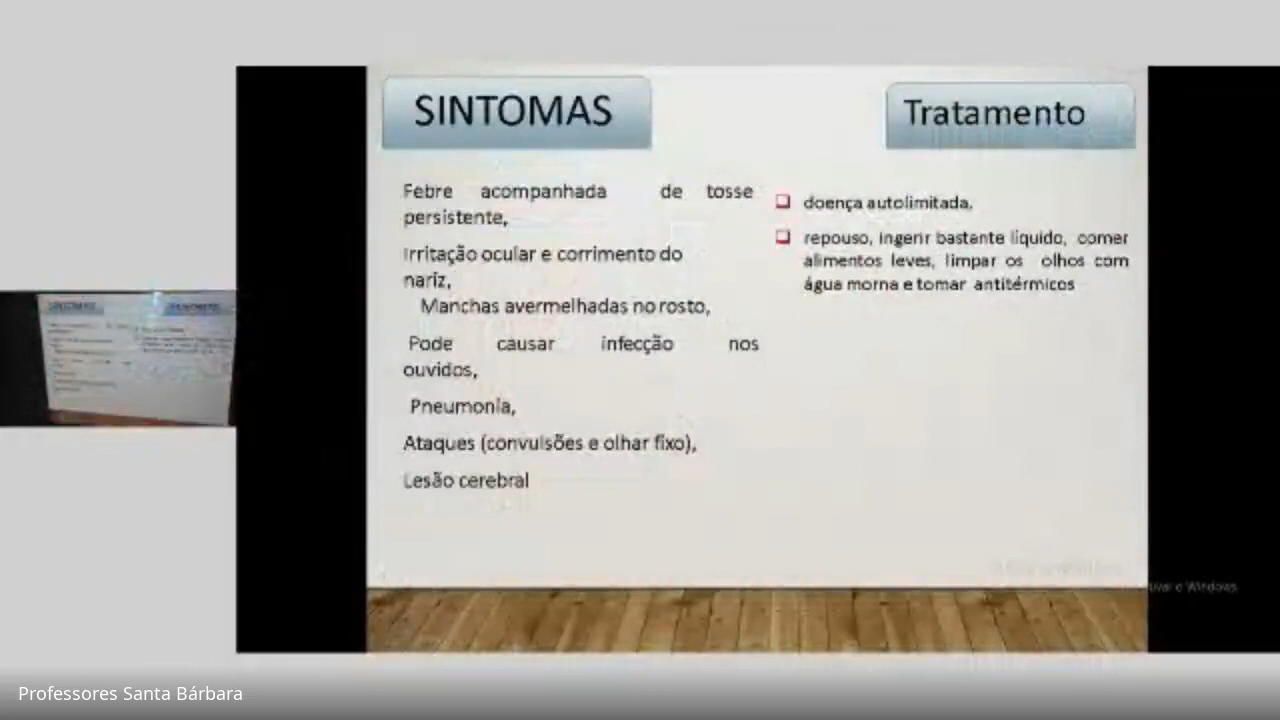 SINTOMAS
Febre acompanhada de tosse
persistente,
Irritação ocular e corrimento do
nariz,
Manchas avermelhadas no rosto,
Pode causar infecção nos
ouvidos,
Pneumonia,
Ataques (convulsões e olhar fixo),
Lesão cerebral
Tratamento
doença autolimitada,
repouso, ingerir bastante líquido, comer
alimentos leves, limpar os olhos com
água morna e tomar antitérmicos
Windows
Professores Santa Bárbara